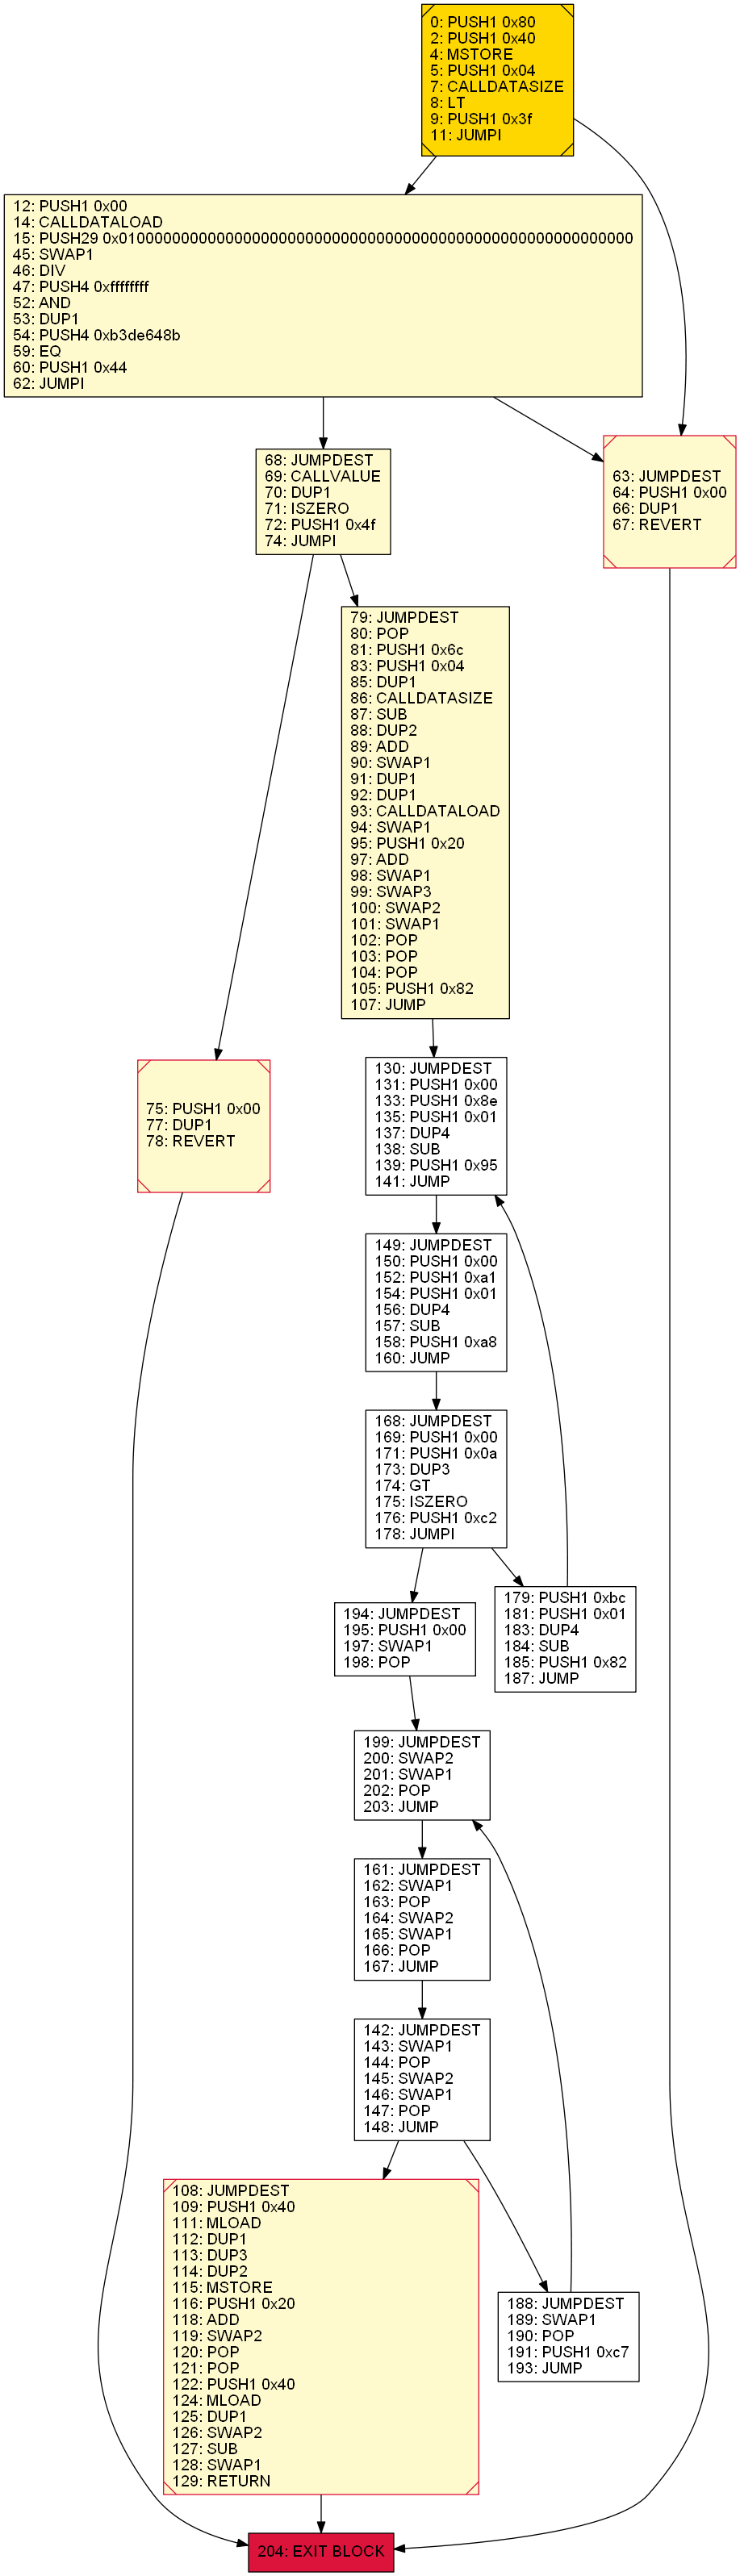 0: PUSH1 0x80
2: PUSH1 0x40
4: MSTORE
5: PUSH1 0x04
7: CALLDATASIZE
8: LT
9: PUSH1 0x3f
11: JUMPI
12: PUSH1 0x00
14: CALLDATALOAD
15: PUSH29 0x0100000000000000000000000000000000000000000000000000000000
45: SWAP1
46: DIV
47: PUSH4 0xffffffff
52: AND
53: DUP1
54: PUSH4 0xb3de648b
59: EQ
60: PUSH1 0x44
62: JUMPI
68: JUMPDEST
69: CALLVALUE
70: DUP1
71: ISZERO
72: PUSH1 0x4f
74: JUMPI
63: JUMPDEST
64: PUSH1 0x00
66: DUP1
67: REVERT
79: JUMPDEST
80: POP
81: PUSH1 0x6c
83: PUSH1 0x04
85: DUP1
86: CALLDATASIZE
87: SUB
88: DUP2
89: ADD
90: SWAP1
91: DUP1
92: DUP1
93: CALLDATALOAD
94: SWAP1
95: PUSH1 0x20
97: ADD
98: SWAP1
99: SWAP3
100: SWAP2
101: SWAP1
102: POP
103: POP
104: POP
105: PUSH1 0x82
107: JUMP
75: PUSH1 0x00
77: DUP1
78: REVERT
130: JUMPDEST
131: PUSH1 0x00
133: PUSH1 0x8e
135: PUSH1 0x01
137: DUP4
138: SUB
139: PUSH1 0x95
141: JUMP
149: JUMPDEST
150: PUSH1 0x00
152: PUSH1 0xa1
154: PUSH1 0x01
156: DUP4
157: SUB
158: PUSH1 0xa8
160: JUMP
168: JUMPDEST
169: PUSH1 0x00
171: PUSH1 0x0a
173: DUP3
174: GT
175: ISZERO
176: PUSH1 0xc2
178: JUMPI
194: JUMPDEST
195: PUSH1 0x00
197: SWAP1
198: POP
179: PUSH1 0xbc
181: PUSH1 0x01
183: DUP4
184: SUB
185: PUSH1 0x82
187: JUMP
199: JUMPDEST
200: SWAP2
201: SWAP1
202: POP
203: JUMP
161: JUMPDEST
162: SWAP1
163: POP
164: SWAP2
165: SWAP1
166: POP
167: JUMP
142: JUMPDEST
143: SWAP1
144: POP
145: SWAP2
146: SWAP1
147: POP
148: JUMP
108: JUMPDEST
109: PUSH1 0x40
111: MLOAD
112: DUP1
113: DUP3
114: DUP2
115: MSTORE
116: PUSH1 0x20
118: ADD
119: SWAP2
120: POP
121: POP
122: PUSH1 0x40
124: MLOAD
125: DUP1
126: SWAP2
127: SUB
128: SWAP1
129: RETURN
188: JUMPDEST
189: SWAP1
190: POP
191: PUSH1 0xc7
193: JUMP
204: EXIT BLOCK